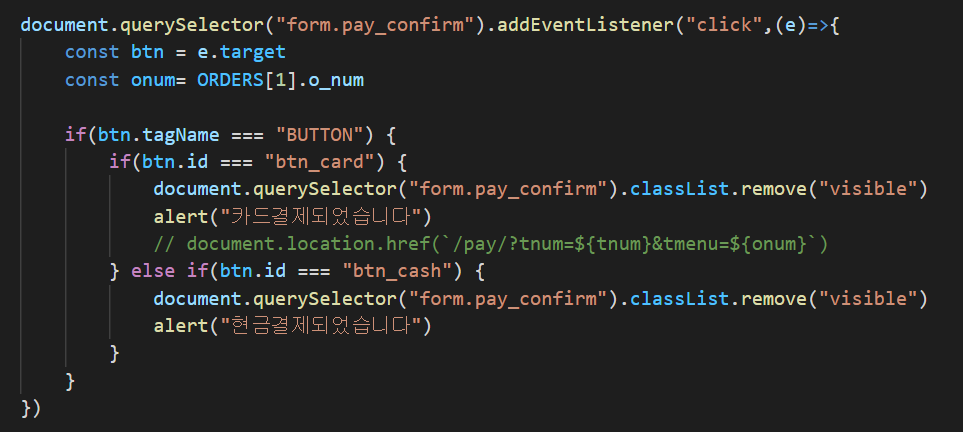 document.querySelector("form.pay_confirm").addEventListener("click",(e)=>{
    const btn = e.target
    const onum= ORDERS[1].o_num

    if(btn.tagName === "BUTTON") {
        if(btn.id === "btn_card") {
            document.querySelector("form.pay_confirm").classList.remove("visible")
            alert("카드결제되었습니다")
            // document.location.href(`/pay/?tnum=${tnum}&tmenu=${onum}`)
        } else if(btn.id === "btn_cash") {
            document.querySelector("form.pay_confirm").classList.remove("visible")
            alert("현금결제되었습니다")
        }
    }
})